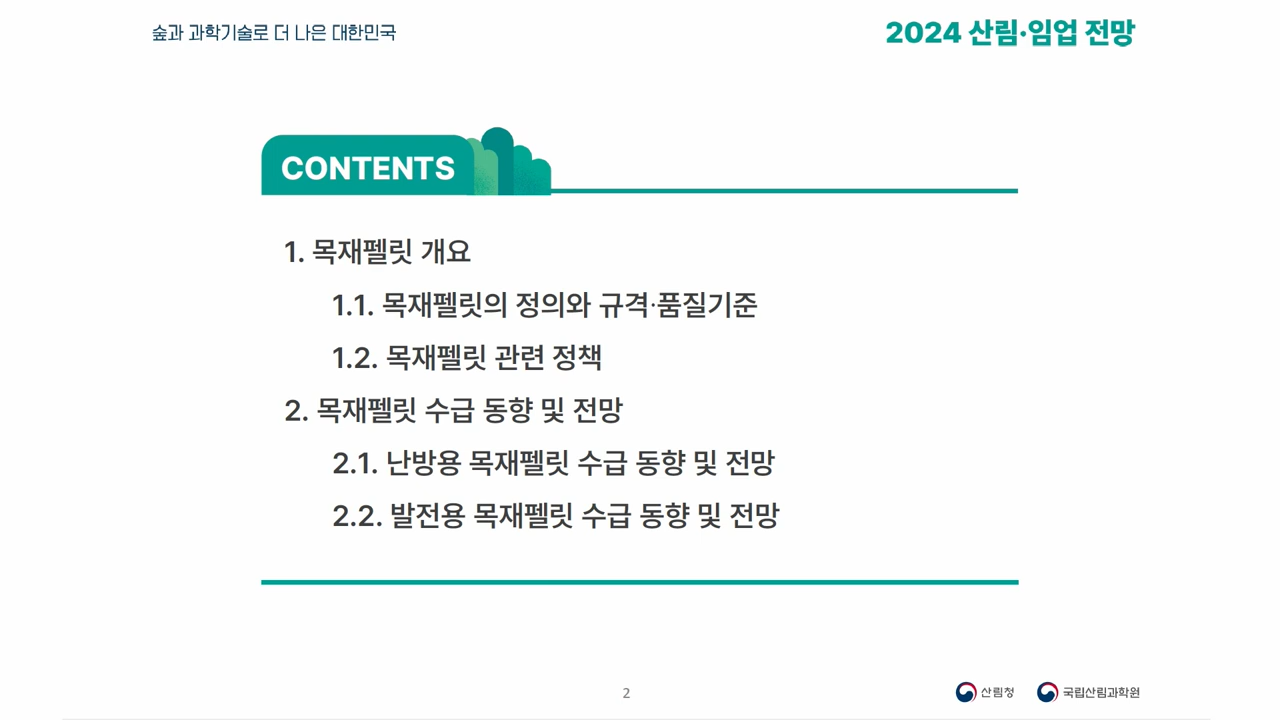 숲과 과학기술로 더 나은 대한민국
2024 산림·임업 전망
CONTENTS
1. 목재펠릿 개요
1.1. 목재펠릿의 정의와 규격·품질기준
1.2. 목재펠릿 관련 정책
2. 목재펠릿 수급 동향 및 전망
2.1. 난방용 목재펠릿 수급 동향 및 전망
2.2. 발전용 목재펠릿 수급 동향 및 전망
2
산림청
국립산림과학원